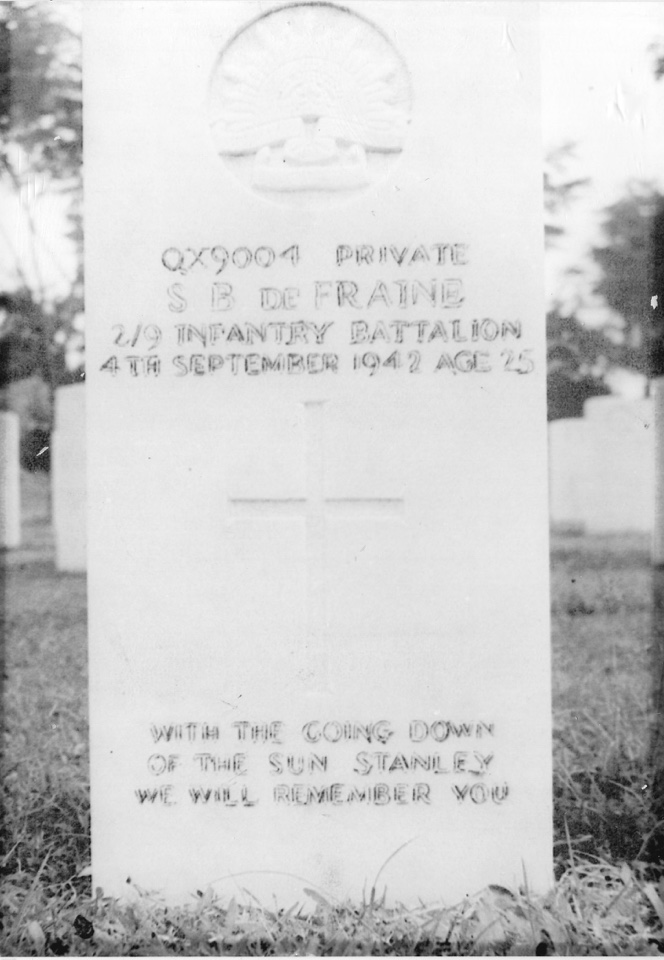 QX9004 PRIVATE
S B DE FRAINE
2/9 INFANTRY BATTALION
4TH SEPTEMBER 1942 AGE 25
WITH THE GOING DOWN
OF THE SUN STANLEY
WE WILL REMEMBER YOU